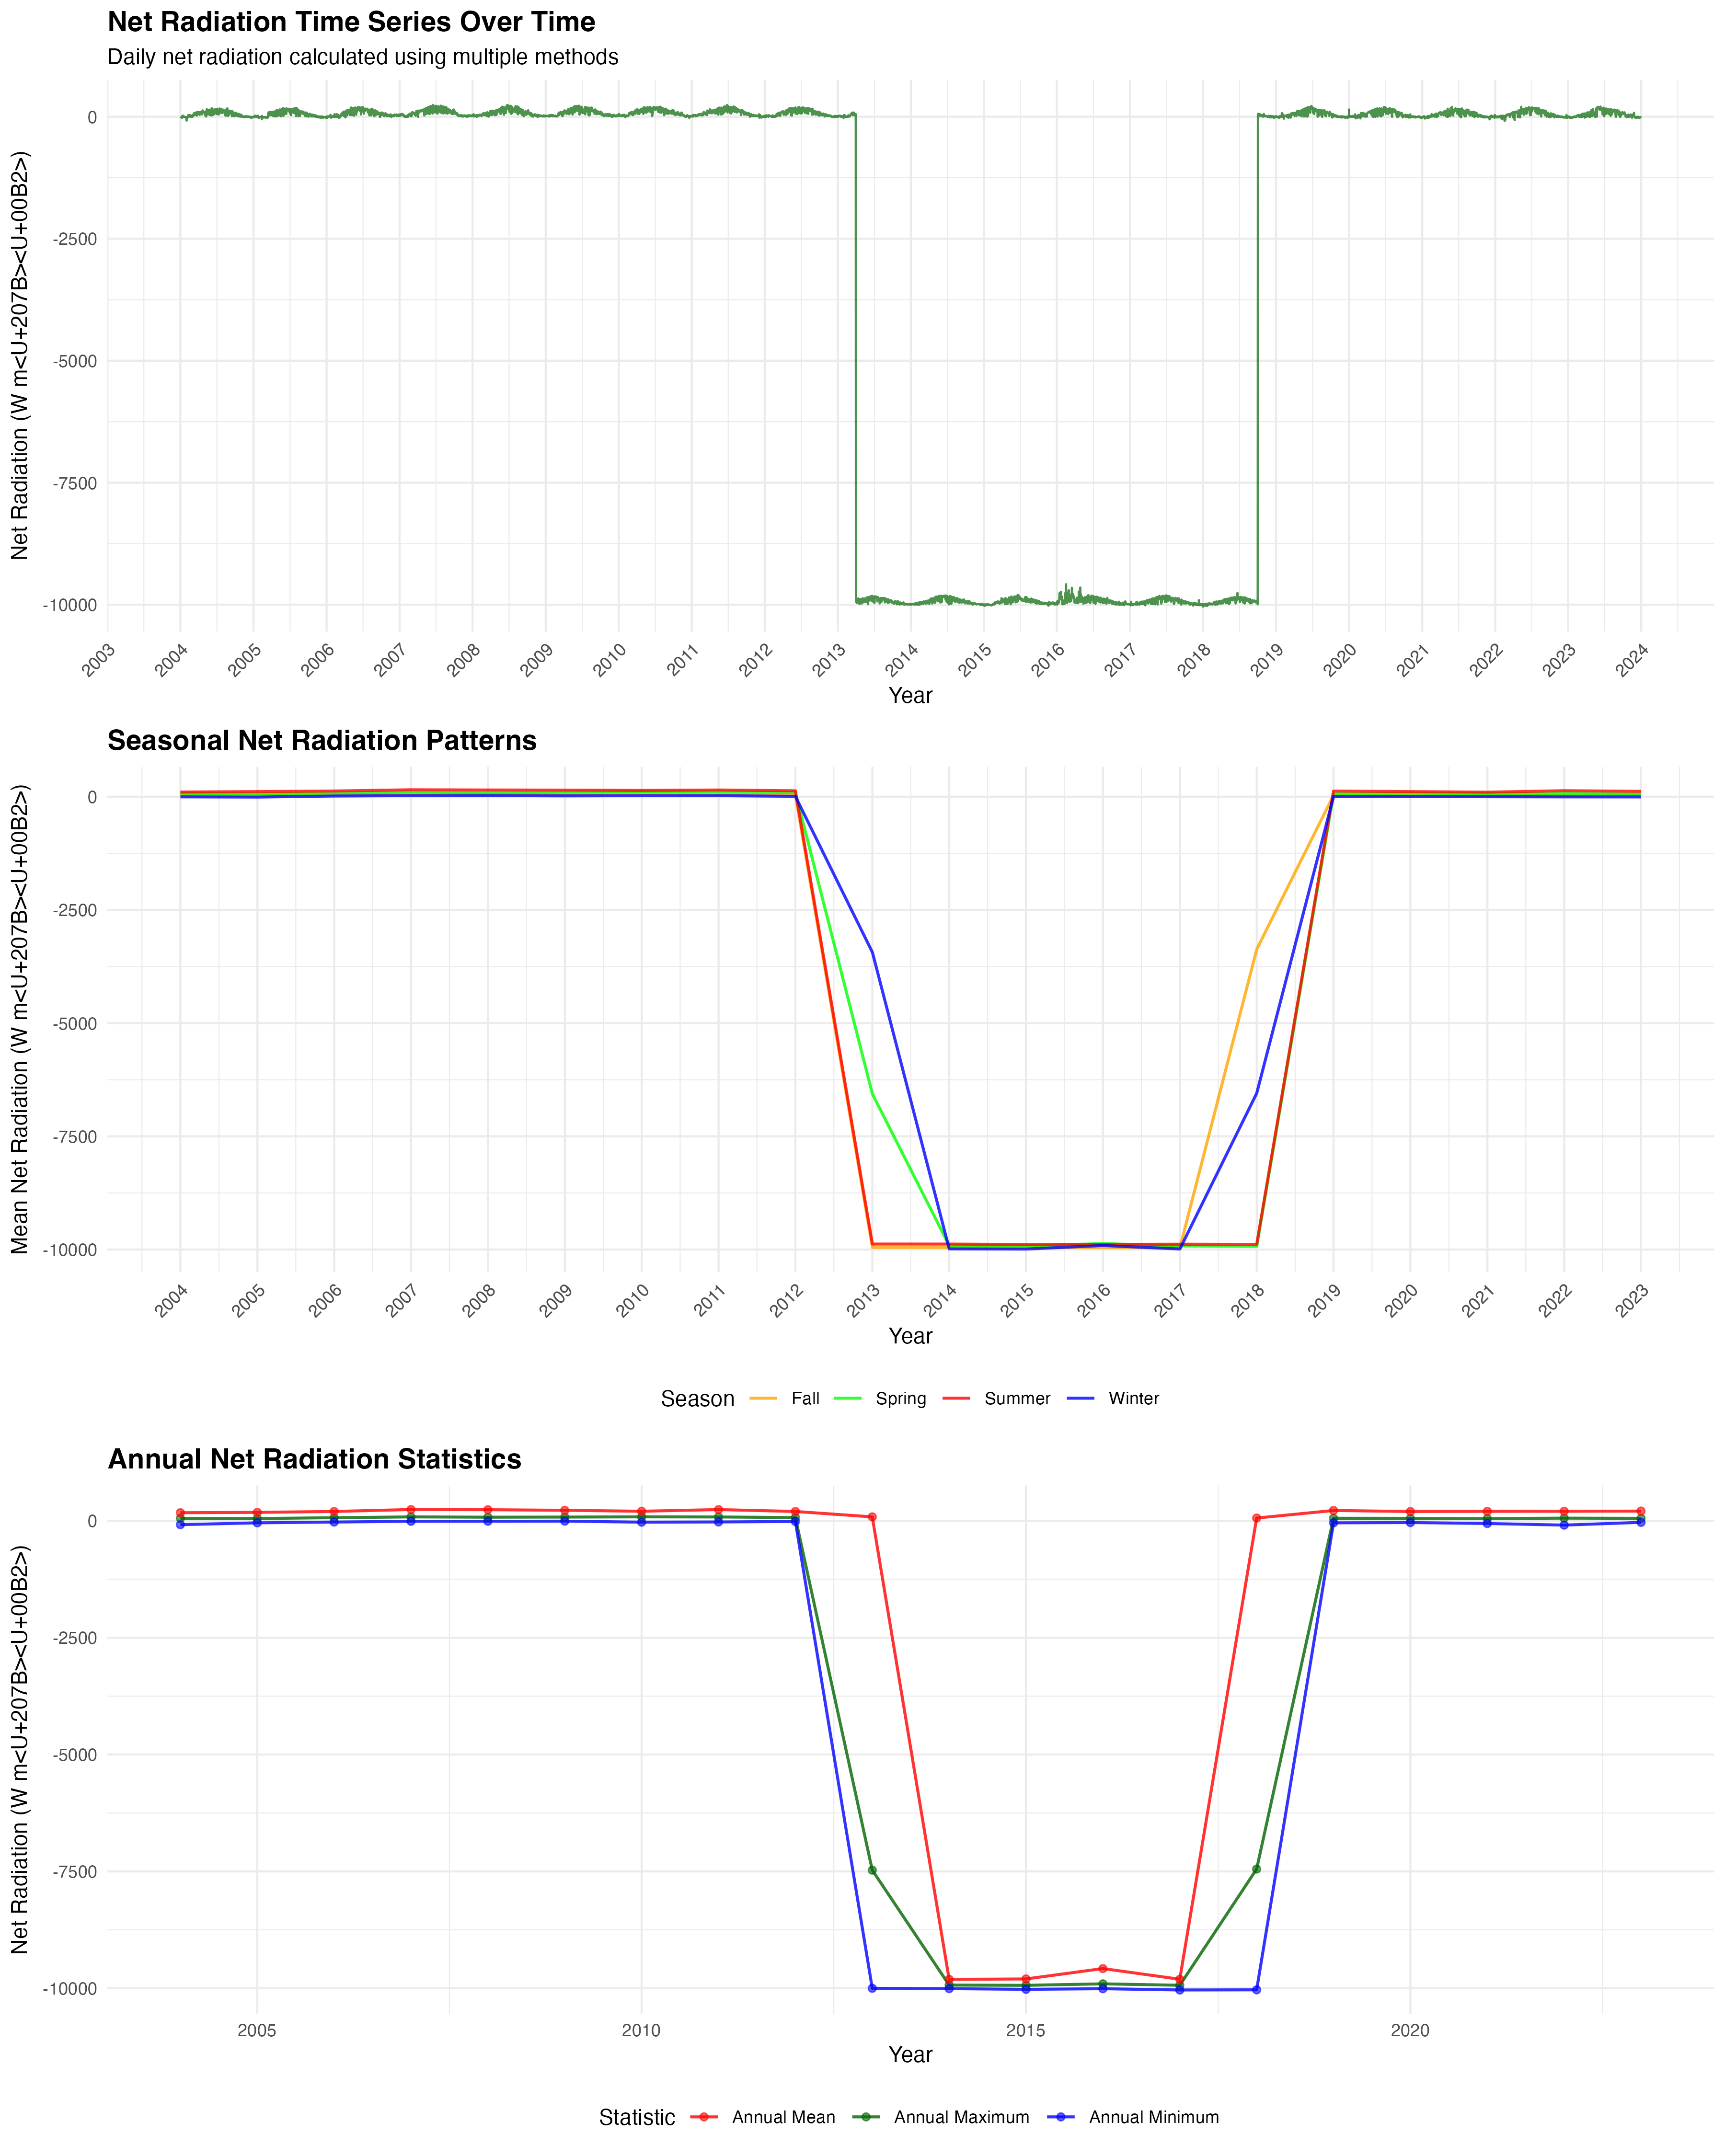 Net Radiation Time Series Over Time
Daily net radiation calculated using multiple methods
Net Radiation (W m<U+207B><U+00B2>)
0
-2500
-5000
-7500
-10000
2003 2004 2005 2006 2007 2008 2009 2010 2011 2012 2013 2014 2015 2016 2017 2018 2019 2020 2021 2022 2023 2024
Year
Seasonal Net Radiation Patterns
Mean Net Radiation (W m<U+207B><U+00B2>)
0
-2500
-5000
-7500
-10000
2004 2005 2006 2007 2008 2009 2010 2011 2012 2013 2014 2015 2016 2017 2018 2019 2020 2021 2022 2023
Year
Season Fall Spring Summer Winter
Annual Net Radiation Statistics
Net Radiation (W m<U+207B><U+00B2>)
0
-2500
-5000
-7500
-10000
2005 2010 2015 2020
Year
Statistic Annual Mean Annual Maximum Annual Minimum